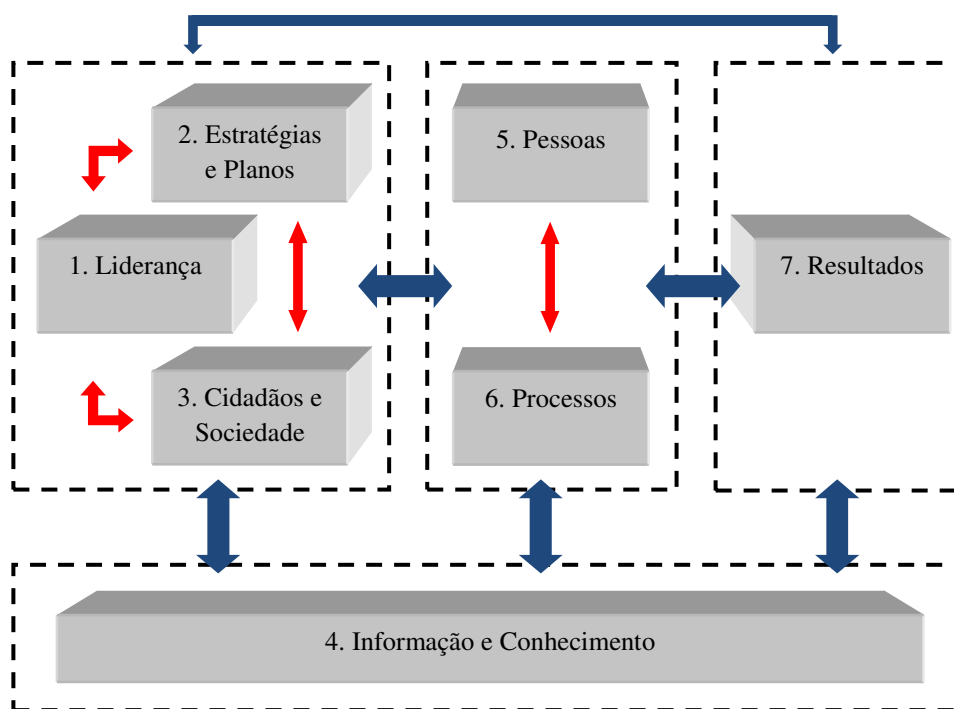 2. Estratégias
e Planos
5. Pessoas
1. Liderança
7. Resultados
3. Cidadãos e
Sociedade
6. Processos
4. Informação e Conhecimento